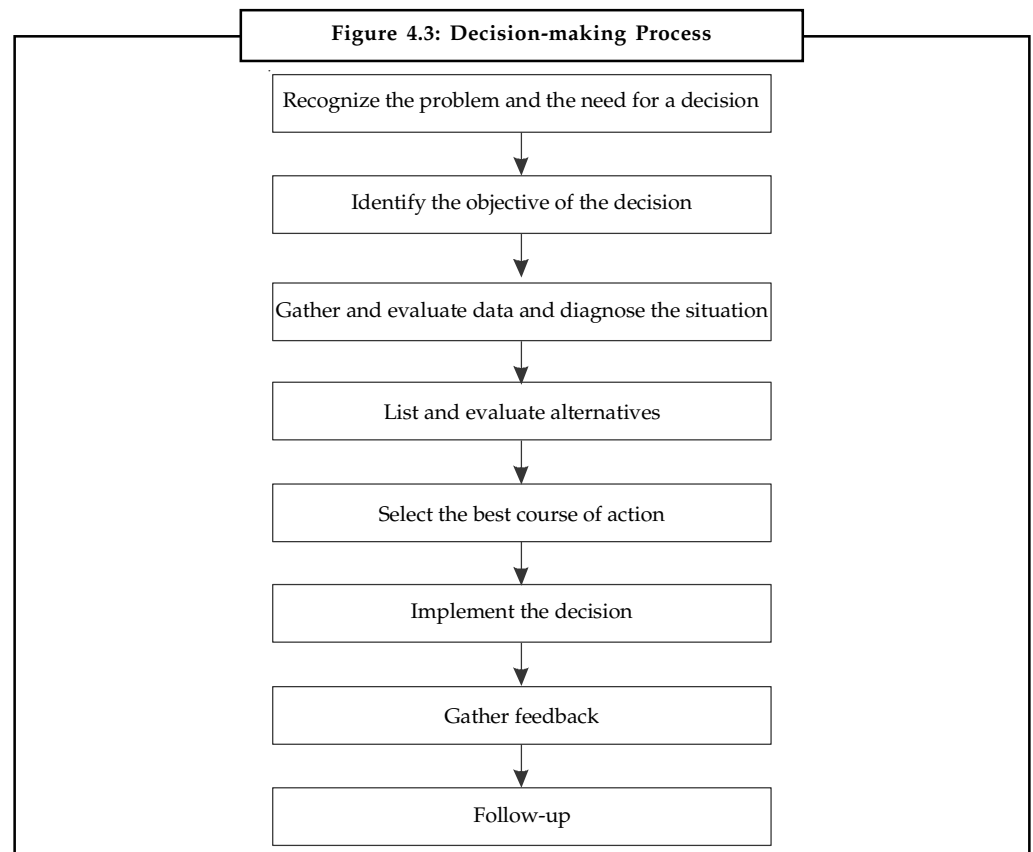 Figure 4.3: Decision-making Process
Recognize the problem and the need for a decision
Identify the objective of the decision
Gather and evaluate data and diagnose the situation
List and evaluate alternatives
Select the best course of action
Implement the decision
Gather feedback
Follow-up